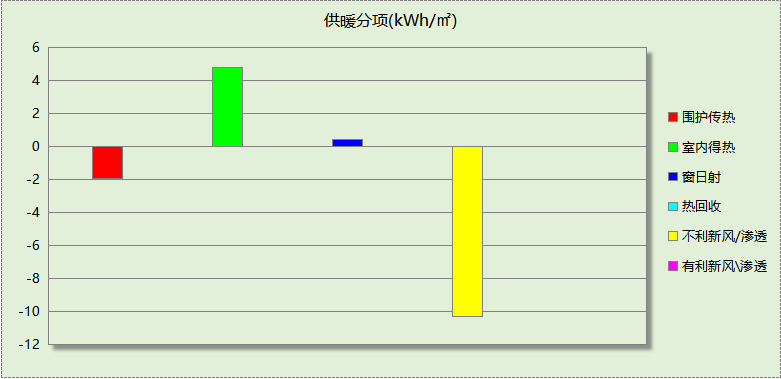 供暖分项(kWh/㎡)
6
4
2
0
-2
-4
-6
-8
-10
-12
围护传热
室内得热
窗日射
热回收
不利新风/渗透
有利新风\渗透